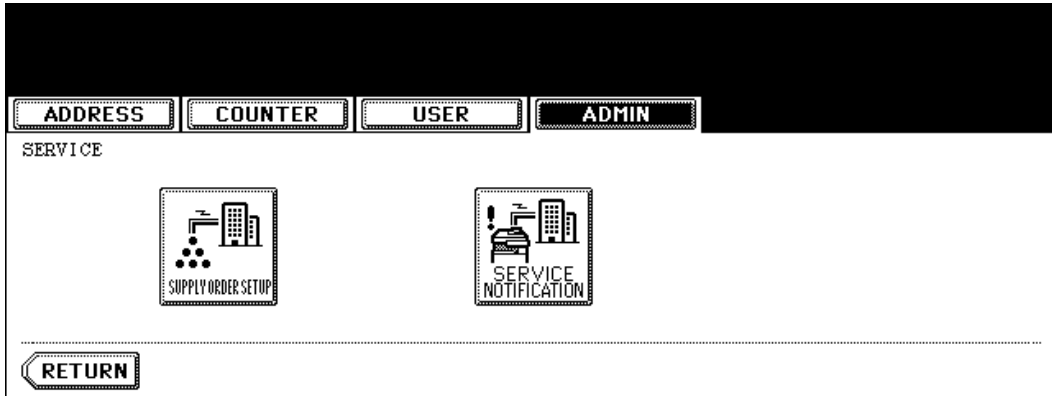 ADDRESS COUNTER USER ADMIN
SERVICE
SUPPLY ORDER SETUP
SERVICE
NOTIFICATION
RETURN